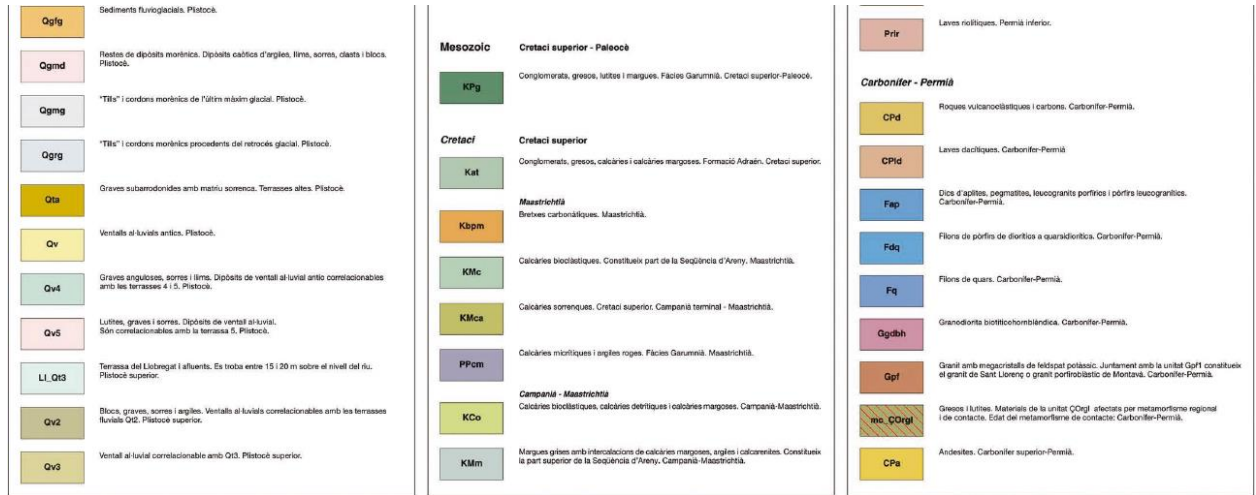 Qgfg
Sediments fluvioglacials. Plistocè.
Qgmd
Restes de dipòsits morènics. Dipòsits caòtics d'argiles, llims, sorres, clasts i blocs.
Plistocè.
Qgmg
"Tills" i cordons morènics de l'últim màxim glacial. Plistocè.
Qgrg
"Tills" i cordons morènics procedents del retrocés glacial. Plistocè.
Qta
Graves subarrodonides amb matriu sorrenca. Terrasses altes. Plistocè.
Qv
Ventalls al·luvials antics. Plistocè.
Qv4
Graves anguloses, sorres i llims. Dipòsits de ventall al·luvial antic correlacionables
amb les terrasses 4 i 5. Plistocè.
Qv5
Lutites, graves i sorres. Dipòsits de ventall al·luvial.
Són correlacionables amb la terrassa 5. Plistocè.
Ll_Qt3
Terrassa del Llobregat i afluents. Es troba entre 15 i 20 m sobre el nivell del riu.
Plistocè superior.
Qv2
Blocs, graves, sorres i argiles. Ventalls al·luvials correlacionables amb les terrasses
fluvials Qt2. Plistocè superior.
Qv3
Ventall al·luvial correlacionable amb Qt3. Plistocè superior.
Mesozoic
Cretaci superior - Paleocè
KPg
Conglomerats, gresos, lutites i margues. Fàcies Garumnià. Cretaci superior-Paleocè.
Cretaci
Cretaci superior
Kat
Conglomerats, gresos, calcàries i calcàries margoses. Formació Adraén. Cretaci superior.
Maastrichtià
Kbpm
Bretxes carbonàtiques. Maastrichtià.
KMc
Calcàries bioclàstiques. Constitueix part de la Seqüència d'Areny. Maastrichtià.
KMca
Calcàries sorrenques. Cretaci superior. Campanià terminal - Maastrichtià.
PPcm
Calcàries micrítiques i argiles roges. Fàcies Garumnià. Maastrichtià.
Campanià - Maastrichtià
KCo
Calcàries bioclàstiques, calcàries detrítiques i calcàries margoses. Campanià-Maastrichtià.
KMm
Margues grises amb intercalacions de calcàries margoses, argiles i calcarenites. Constitueix
la part superior de la Seqüència d'Areny. Campanià-Maastrichtià.
Prlr
Laves riolítiques. Permià inferior.
Carbonífer - Permià
CPd
Roques vulcanoclàstiques i carbons. Carbonífer-Permià.
CPld
Laves dacítiques. Carbonífer-Permià
Fap
Dics d'aplites, pegmatites, leucogranits porfírics i pòrfirs leucogranítics.
Carbonífer-Permià.
Fdq
Filons de pòrfirs de diorítics a quarsdiorítics. Carbonífer-Permià.
Fq
Filons de quars. Carbonífer-Permià.
Ggdbh
Granodiorita biotiticohornblèndica. Carbonífer-Permià.
Gpf
Granit amb megacristalls de feldspat potàssic. Juntament amb la unitat Gpf1 constitueix
el granit de Sant Llorenç o granit porfiroblàstic de Montavà. Carbonífer-Permià.
mc_ÇOrgl
Gresos i lutites. Materials de la unitat ÇOrgl afectats per metamorfisme regional
i de contacte. Edat del metamorfisme de contacte: Carbonífer-Permià.
CPa
Andesites. Carbonífer superior-Permià.